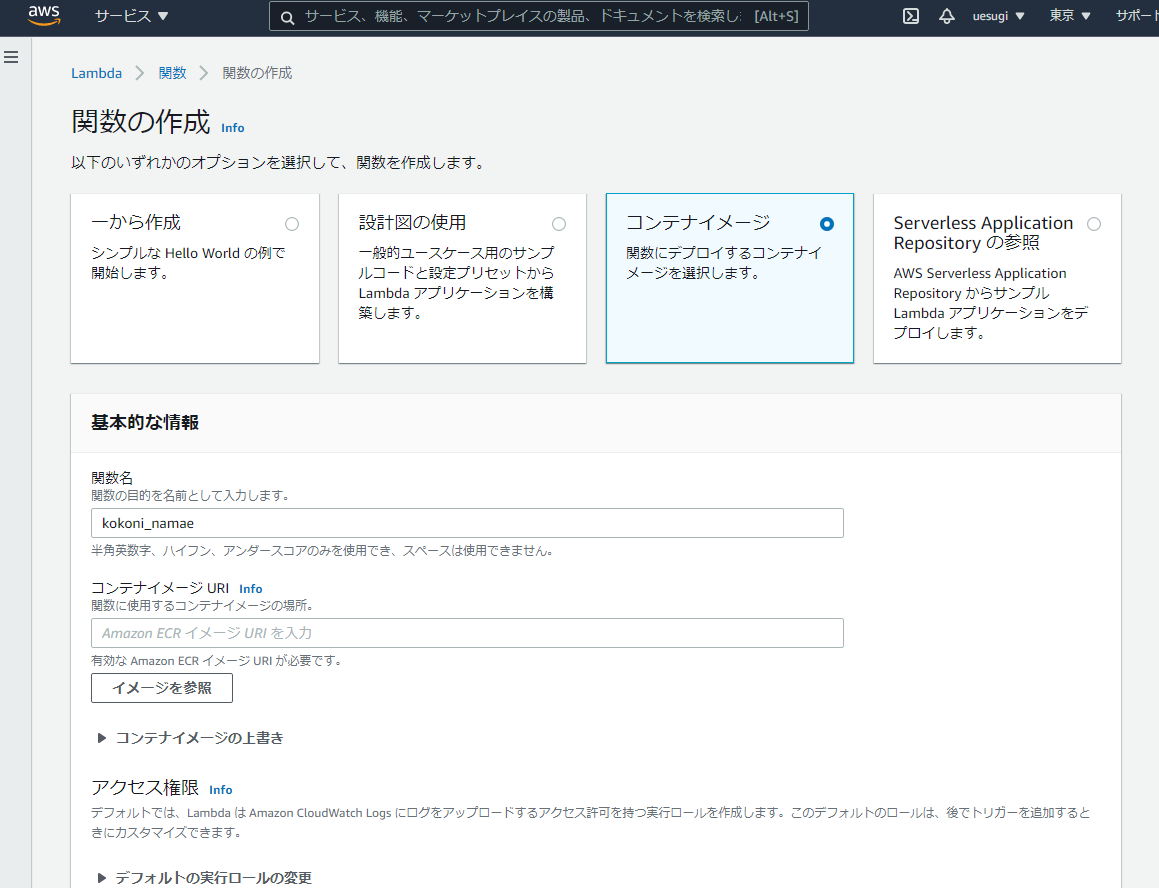 aws サービス ▼ サービス、機能、マーケットプレイスの製品、ドキュメントを検索し [Alt+S] uesugi ▼ 東京 ▼ サポート
Lambda > 関数 > 関数の作成
関数の作成 Info
以下のいずれかのオプションを選択して、関数を作成します。
一から作成
シンプルな Hello World の例で
開始します。
設計図の使用
一般的ユースケース用のサンプ
ルコードと設定プリセットから
Lambda アプリケーションを構
築します。
コンテナイメージ
関数にデプロイするコンテナイ
メージを選択します。
Serverless Application
Repository の参照
AWS Serverless Application
Repository からサンプル
Lambda アプリケーションをデ
プロイします。
基本的な情報
関数名
関数の目的を名前として入力します。
kokoni_namae
半角英数字、ハイフン、アンダースコアのみを使用でき、スペースは使用できません。
コンテナイメージ URI Info
関数に使用するコンテナイメージの場所。
Amazon ECR イメージ URI を入力
有効な Amazon ECR イメージ URI が必要です。
イメージを参照
▶ コンテナイメージの上書き
アクセス権限 Info
デフォルトでは、Lambda は Amazon CloudWatch Logs にログをアップロードするアクセス許可を持つ実行ロールを作成します。このデフォルトのロールは、後でトリガーを追加すると
きにカスタマイズできます。
▶ デフォルトの実行ロールの変更